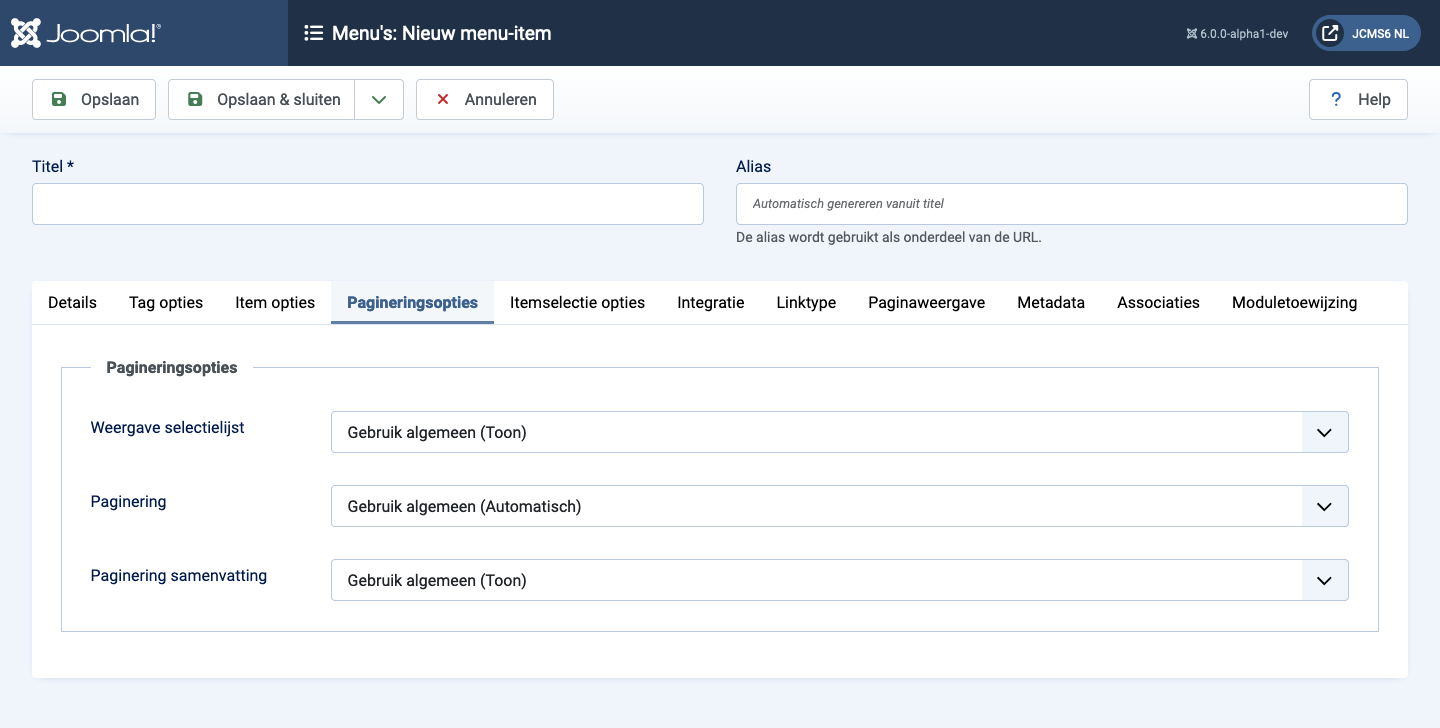 Joomla!®
Menu's: Nieuw menu-item
6.0.0-alpha1-dev
JCMS6 NL
Opslaan
Opslaan & sluiten
Annuleren
? Help
Titel *
Alias
Automatisch genereren vanuit titel
De alias wordt gebruikt als onderdeel van de URL.
Details Tag opties Item opties Pagineringsopties Itemselectie opties Integratie Linktype Paginaweergave Metadata Associaties Moduletoewijzing
Pagineringsopties
Weergave selectielijst
Gebruik algemeen (Toon)
Paginering
Gebruik algemeen (Automatisch)
Paginering samenvatting
Gebruik algemeen (Toon)